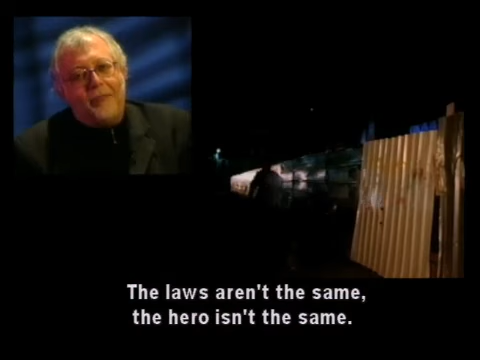 The laws aren't the same,
the hero isn't the same.